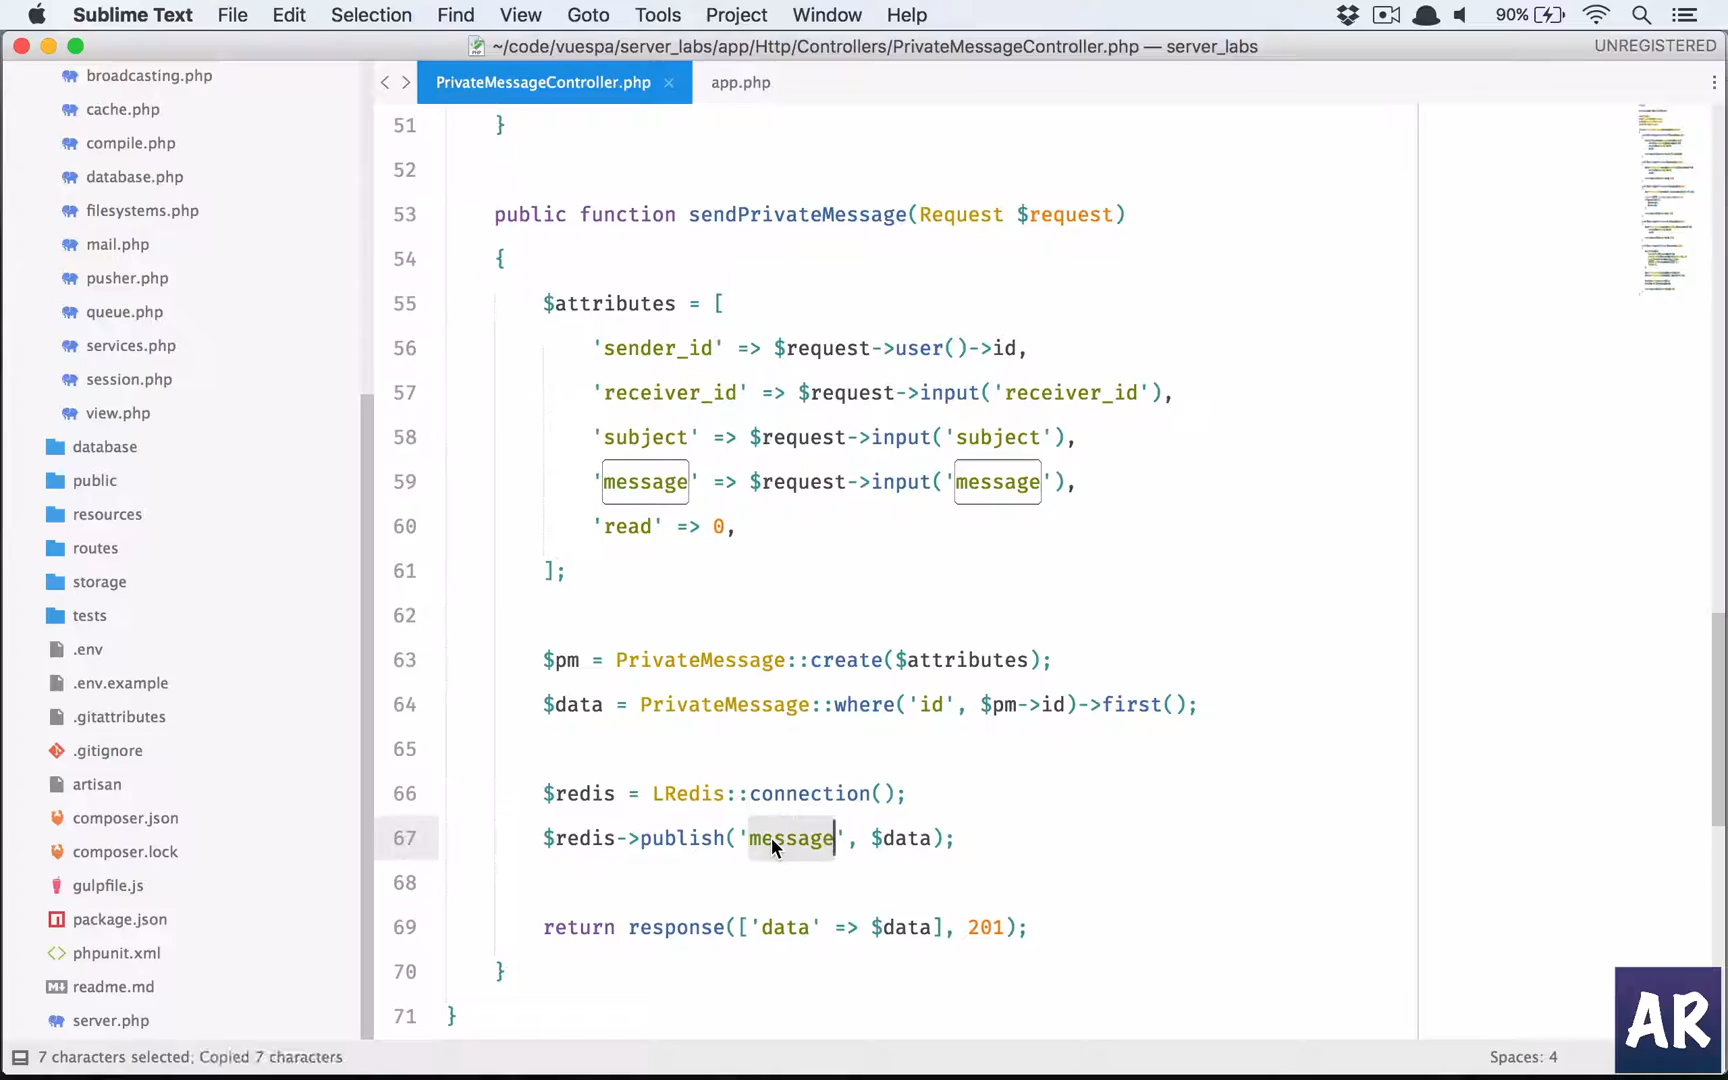 Sublime Text File Edit Selection Find View Goto Tools Project Window Help 90%
~/code/vuespa/server_labs/app/Http/Controllers/PrivateMessageController.php — server_labs UNREGISTERED
PrivateMessageController.php × app.php
broadcasting.php
cache.php
compile.php
database.php
filesystems.php
mail.php
pusher.php
queue.php
services.php
session.php
view.php
database
public
resources
routes
storage
tests
.env
.env.example
.gitattributes
.gitignore
artisan
composer.json
composer.lock
gulpfile.js
package.json
phpunit.xml
readme.md
server.php
51 }
52
53 public function sendPrivateMessage(Request $request)
54 {
55 $attributes = [
56 'sender_id' => $request->user()->id,
57 'receiver_id' => $request->input('receiver_id'),
58 'subject' => $request->input('subject'),
59 'message' => $request->input('message'),
60 'read' => 0,
61 ];
62
63 $pm = PrivateMessage::create($attributes);
64 $data = PrivateMessage::where('id', $pm->id)->first();
65
66 $redis = LRedis::connection();
67 $redis->publish('message', $data);
68
69 return response(['data' => $data], 201);
70 }
71 }
7 characters selected; Copied 7 characters Spaces: 4
AR